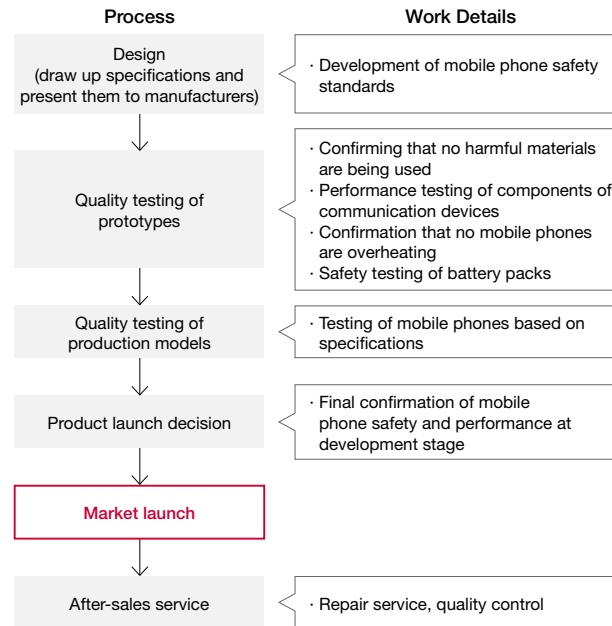 Process
Work Details
Design
(draw up specifications and
present them to manufacturers)
· Development of mobile phone safety
standards
Quality testing of
prototypes
· Confirming that no harmful materials
are being used
· Performance testing of components of
communication devices
· Confirmation that no mobile phones
are overheating
· Safety testing of battery packs
Quality testing of
production models
· Testing of mobile phones based on
specifications
Product launch decision
· Final confirmation of mobile
phone safety and performance at
development stage
Market launch
After-sales service
· Repair service, quality control